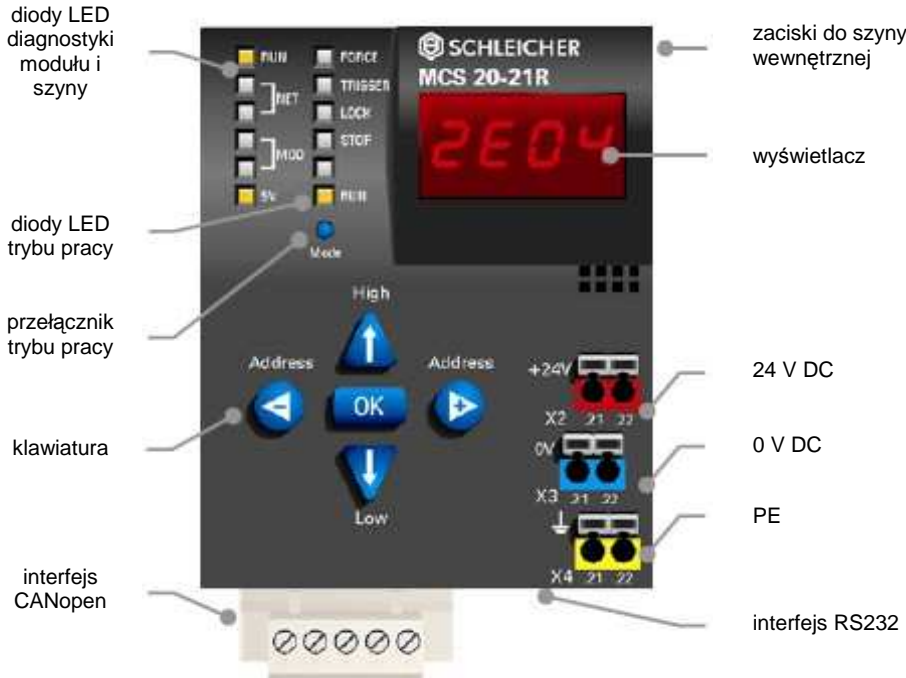 diody LED
diagnostyki
modułu i
szyny
diody LED
trybu pracy
przełącznik
trybu pracy
klawiatura
interfejs
CANopen
RUN
NET
MOD
5V
FORCE
TRIGGER
LOCK
STOP
RUN
Mode
SCHLEICHER
MCS 20-21R
2E04
High
Address
Address
OK
Low
+24V
X2 21 22
0V
X3 21 22
X4 21 22
zaciski do szyny
wewnętrznej
wyświetlacz
24 V DC
0 V DC
PE
interfejs RS232